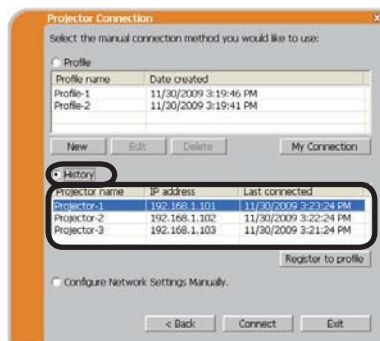 Projector Connection
x
Select the manual connection method you would like to use:
Profile
Profile name Date created
Profile-1 11/30/2009 3:19:46 PM
Profile-2 11/30/2009 3:19:41 PM
New Edit Delete My Connection
History
Projector name IP address Last connected
Projector-1 192.168.1.101 11/30/2009 3:23:24 PM
Projector-2 192.168.1.102 11/30/2009 3:22:24 PM
Projector-3 192.168.1.103 11/30/2009 3:21:24 PM
Register to profile
Configure Network Settings Manually.
< Back Connect Exit